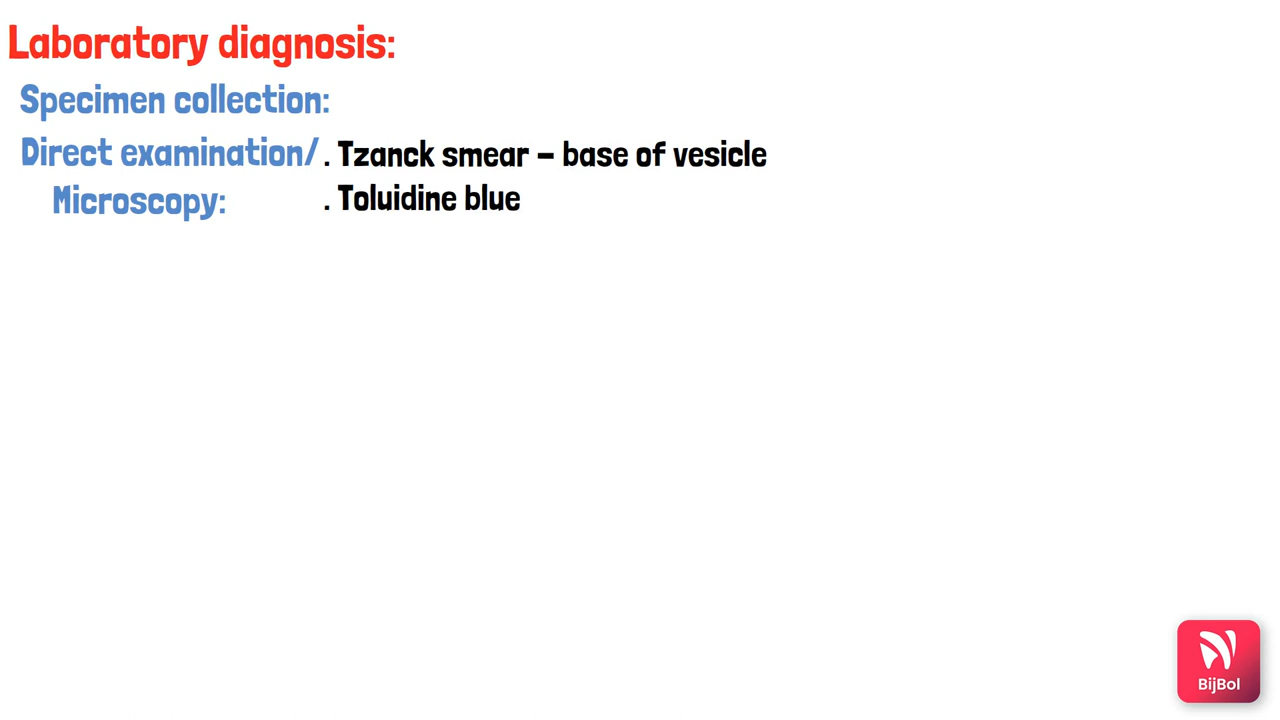 Laboratory diagnosis:
Specimen collection:
Direct examination/ . Tzanck smear – base of vesicle
Microscopy: . Toluidine blue
BijBol